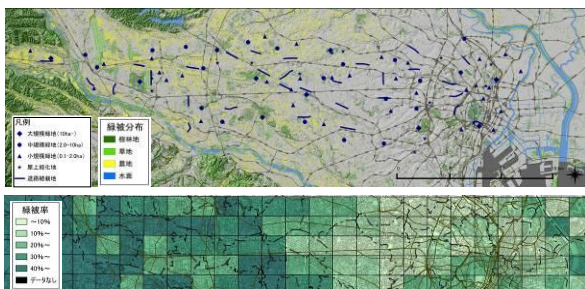 凡例
大規模緑地(10ha-)
中規模緑地(2.0-10ha)
小規模緑地(0.1-2.0ha)
屋上緑化地
道路緑被地
緑被分布
樹林地
草地
農地
水面
緑被率
～10%
10%～
20%～
30%～
40%～
データなし